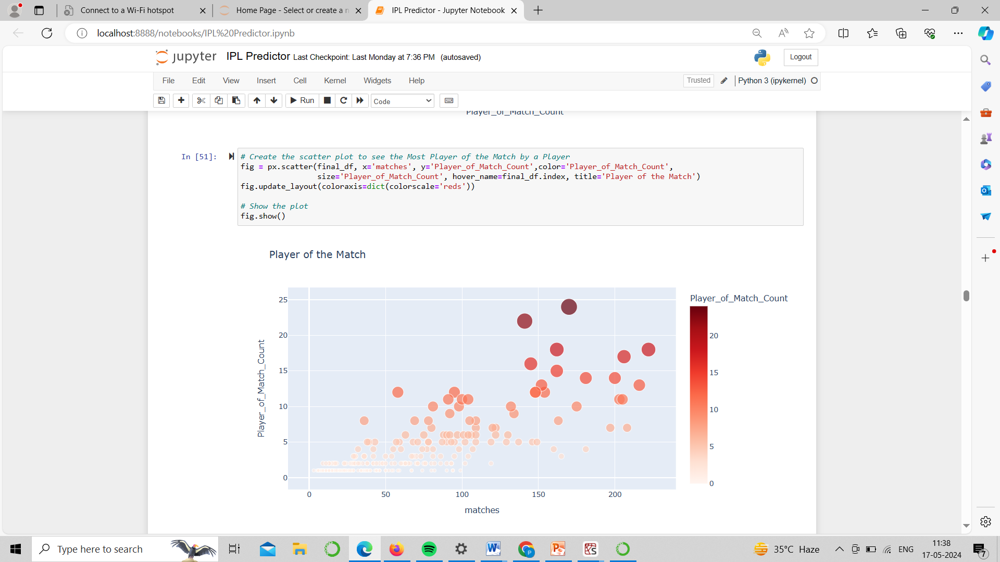 Connect to a Wi-Fi hotspot
Home Page - Select or create a n
IPL Predictor - Jupyter Notebook
localhost:8888/notebooks/IPL%20Predictor.ipynb
jupyter IPL Predictor Last Checkpoint: Last Monday at 7:36 PM (autosaved)
Logout
File Edit View Insert Cell Kernel Widgets Help
Trusted
Python 3 (ipykernel)
Run
Code
Player_of_Match_Count
In [51]:
# Create the scatter plot to see the Most Player of the Match by a Player
fig = px.scatter(final_df, x='matches', y='Player_of_Match_Count',color='Player_of_Match_Count',
size='Player_of_Match_Count', hover_name=final_df.index, title='Player of the Match')
fig.update_layout(coloraxis=dict(colorscale='reds'))
# Show the plot
fig.show()
Player of the Match
Player_of_Match_Count
25
20
15
10
5
0
0 50 100 150 200
matches
Player_of_Match_Count
20
15
10
5
0
Type here to search
35°C Haze
ENG
11:38
17-05-2024
7